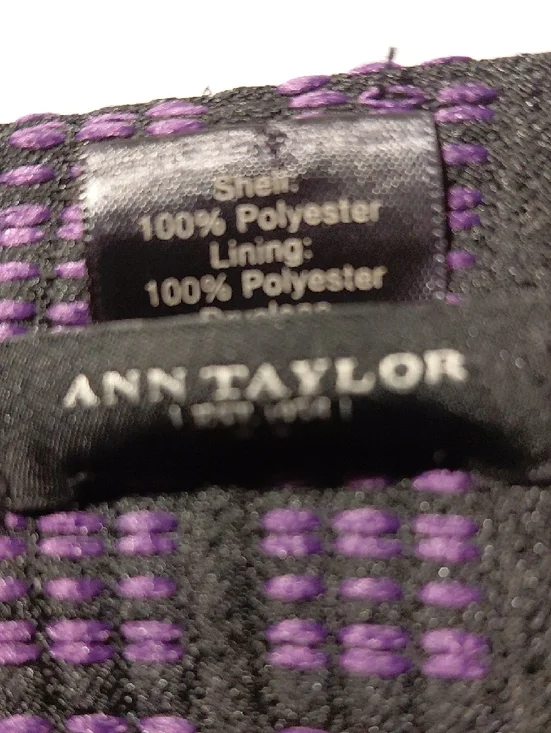 Shell:
100% Polyester
Lining:
100% Polyester
ANN TAYLOR